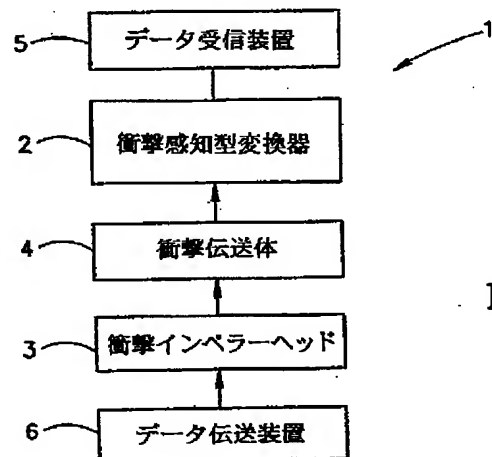 5 データ受信装置
1
2 衝撃感知型変換器
4 衝撃伝送体
3 衝撃インペラーヘッド
6 データ伝送装置